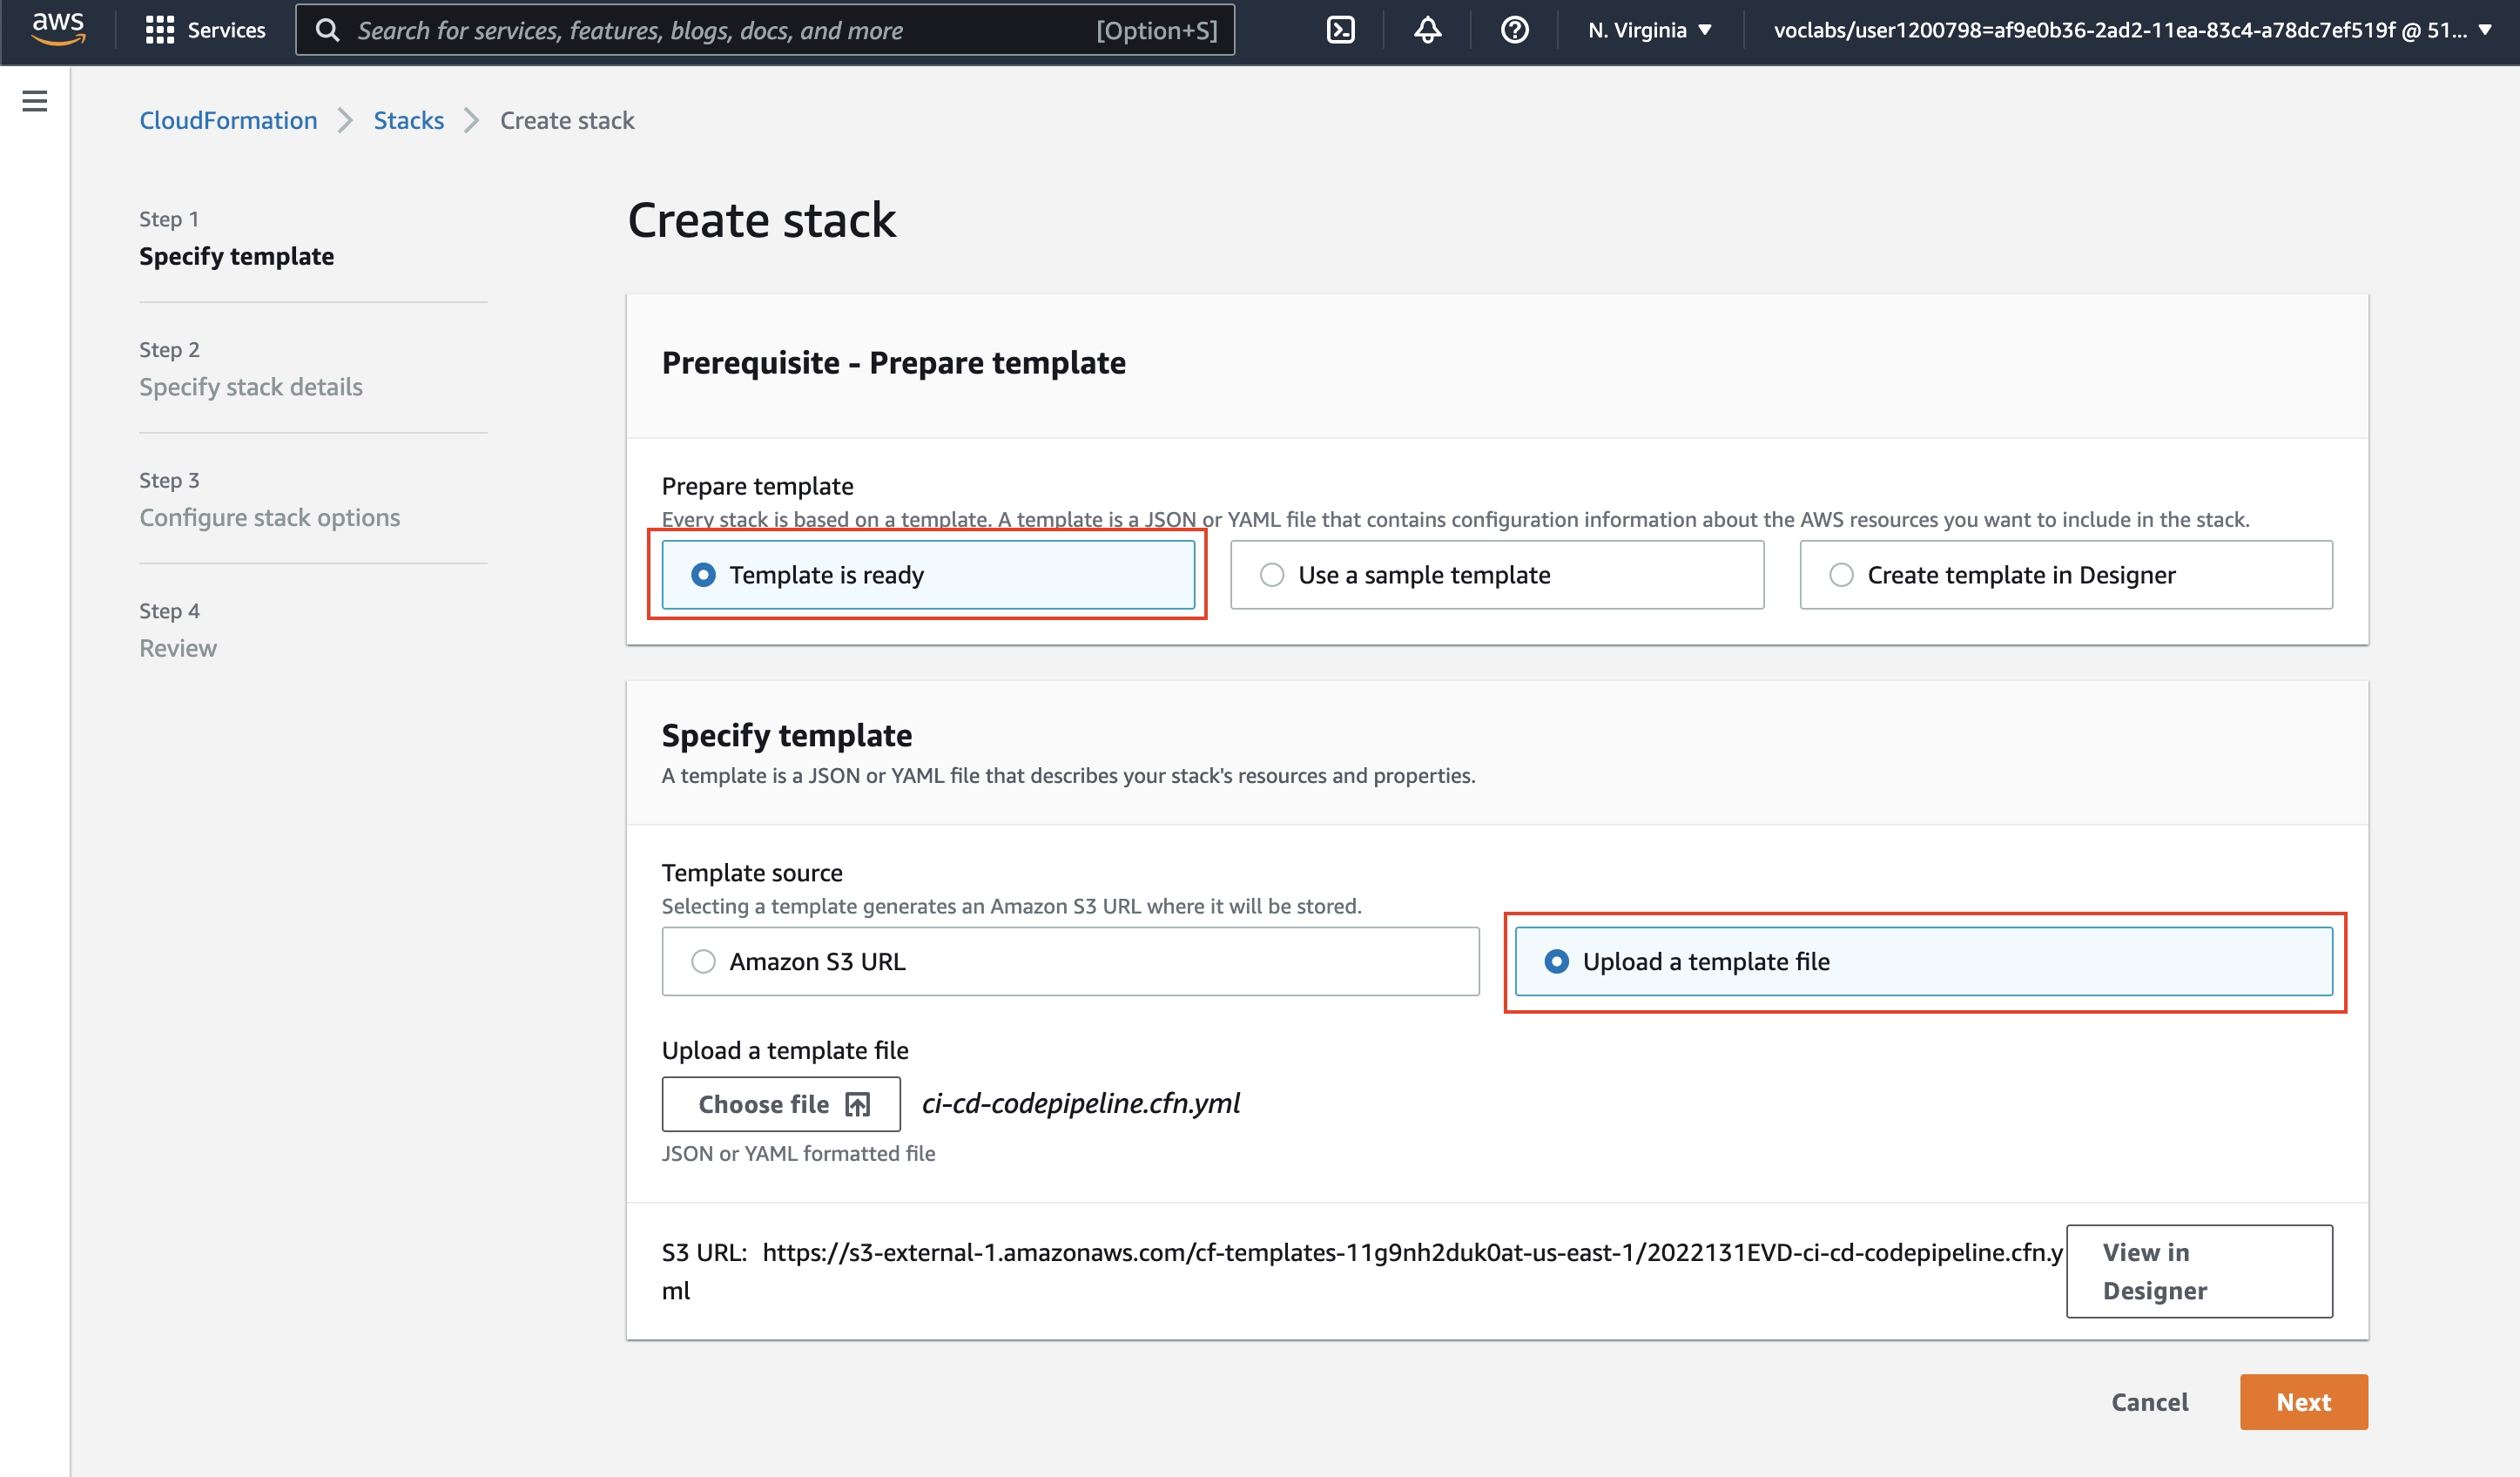 aws
Services
Search for services, features, blogs, docs, and more [Option+S]
N. Virginia ▼
voclabs/user1200798=af9e0b36-2ad2-11ea-83c4-a78dc7ef519f @ 51... ▼
CloudFormation > Stacks > Create stack
Step 1
Specify template
Step 2
Specify stack details
Step 3
Configure stack options
Step 4
Review
Create stack
Prerequisite - Prepare template
Prepare template
Every stack is based on a template. A template is a JSON or YAML file that contains configuration information about the AWS resources you want to include in the stack.
Template is ready
Use a sample template
Create template in Designer
Specify template
A template is a JSON or YAML file that describes your stack's resources and properties.
Template source
Selecting a template generates an Amazon S3 URL where it will be stored.
Amazon S3 URL
Upload a template file
Upload a template file
Choose file
ci-cd-codepipeline.cfn.yml
JSON or YAML formatted file
S3 URL: https://s3-external-1.amazonaws.com/cf-templates-11g9nh2duk0at-us-east-1/2022131EVD-ci-cd-codepipeline.cfn.y
ml
View in
Designer
Cancel
Next